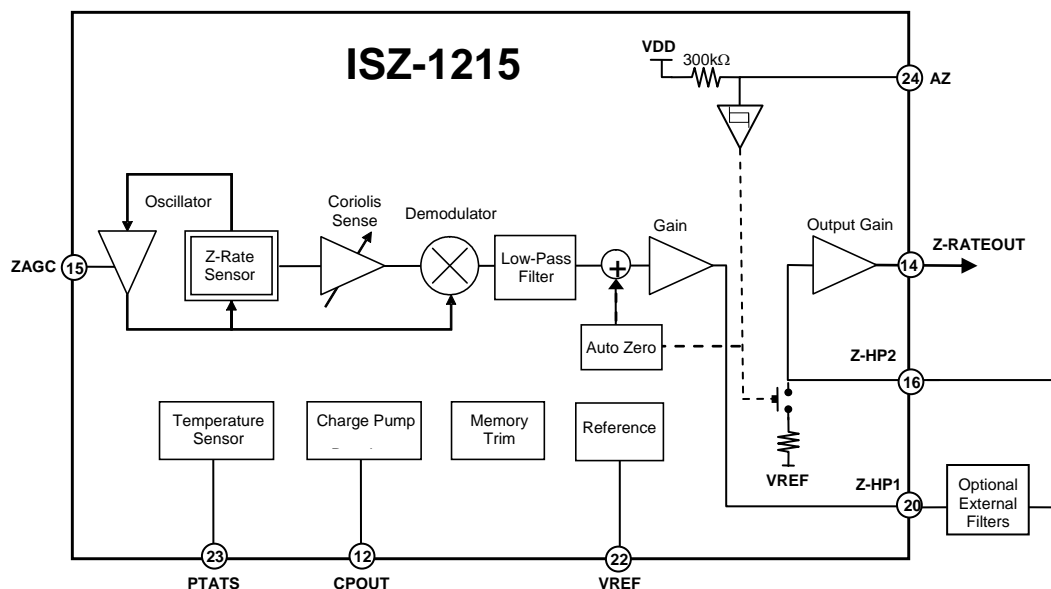 ISZ-1215
VDD
300kΩ
24
AZ
Oscillator
Coriolis
Sense
Demodulator
Gain
Output Gain
Z-RATEOUT
ZAGC
15
Z-Rate
Sensor
Low-Pass
Filter
+
14
Auto Zero
Z-HP2
16
Temperature
Sensor
Charge Pump
Memory
Trim
Reference
VREF
Z-HP1
20
Optional
External
Filters
23
12
22
PTATS
CPOUT
VREF